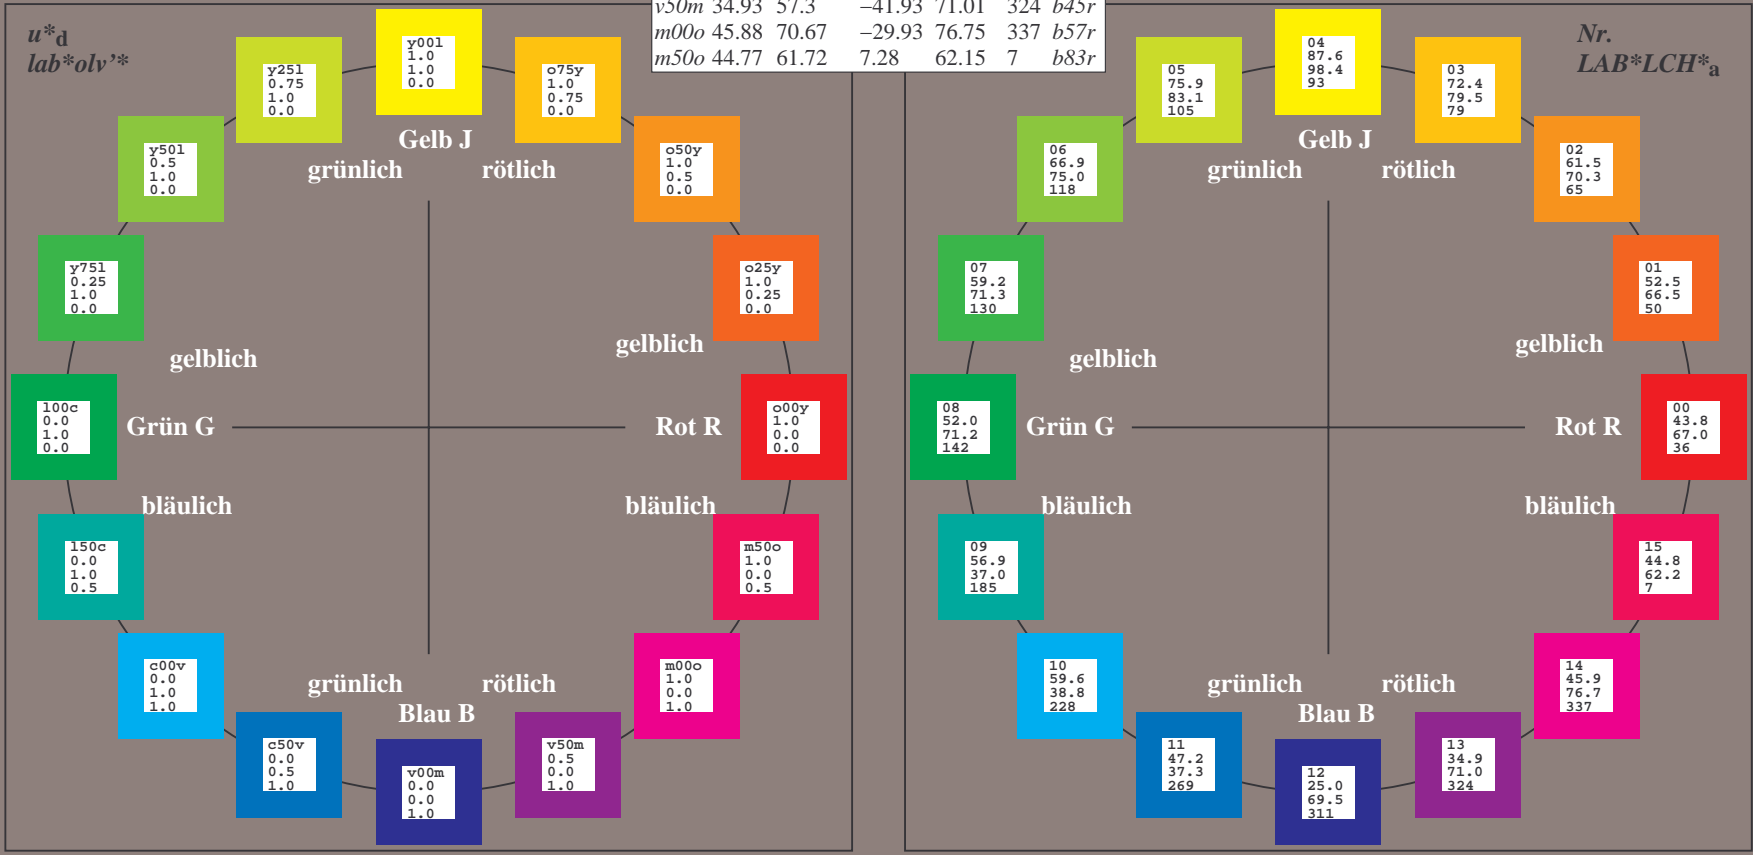 v50m 34.93 57.3 −41.93 71.01 324 b45r
m00o 45.88 70.67 −29.93 76.75 337 b57r
m50o 44.77 61.72 7.28 62.15 7 b83r
u*d
lab*olv'*
y00l
1.0
1.0
0.0
y25l
0.75
1.0
0.0
o75y
1.0
0.75
0.0
Gelb J
grünlich rötlich
y50l
0.5
1.0
0.0
o50y
1.0
0.5
0.0
y75l
0.25
1.0
0.0
o25y
1.0
0.25
0.0
gelblich
gelblich
l00c
0.0
1.0
0.0
Grün G
Rot R
o00y
1.0
0.0
0.0
bläulich
bläulich
l50c
0.0
1.0
0.5
m50o
1.0
0.0
0.5
c00v
0.0
1.0
1.0
m00o
1.0
0.0
1.0
grünlich rötlich
Blau B
c50v
0.0
0.5
1.0
v00m
0.0
0.0
1.0
v50m
0.5
0.0
1.0
Nr.
LAB*LCH*a
04
87.6
98.4
93
05
75.9
83.1
105
03
72.4
79.5
79
Gelb J
grünlich rötlich
06
66.9
75.0
118
02
61.5
70.3
65
07
59.2
71.3
130
01
52.5
66.5
50
gelblich
gelblich
08
52.0
71.2
142
Grün G
Rot R
00
43.8
67.0
36
bläulich
bläulich
09
56.9
37.0
185
15
44.8
62.2
7
10
59.6
38.8
228
14
45.9
76.7
337
grünlich rötlich
Blau B
11
47.2
37.3
269
12
25.0
69.5
311
13
34.9
71.0
324